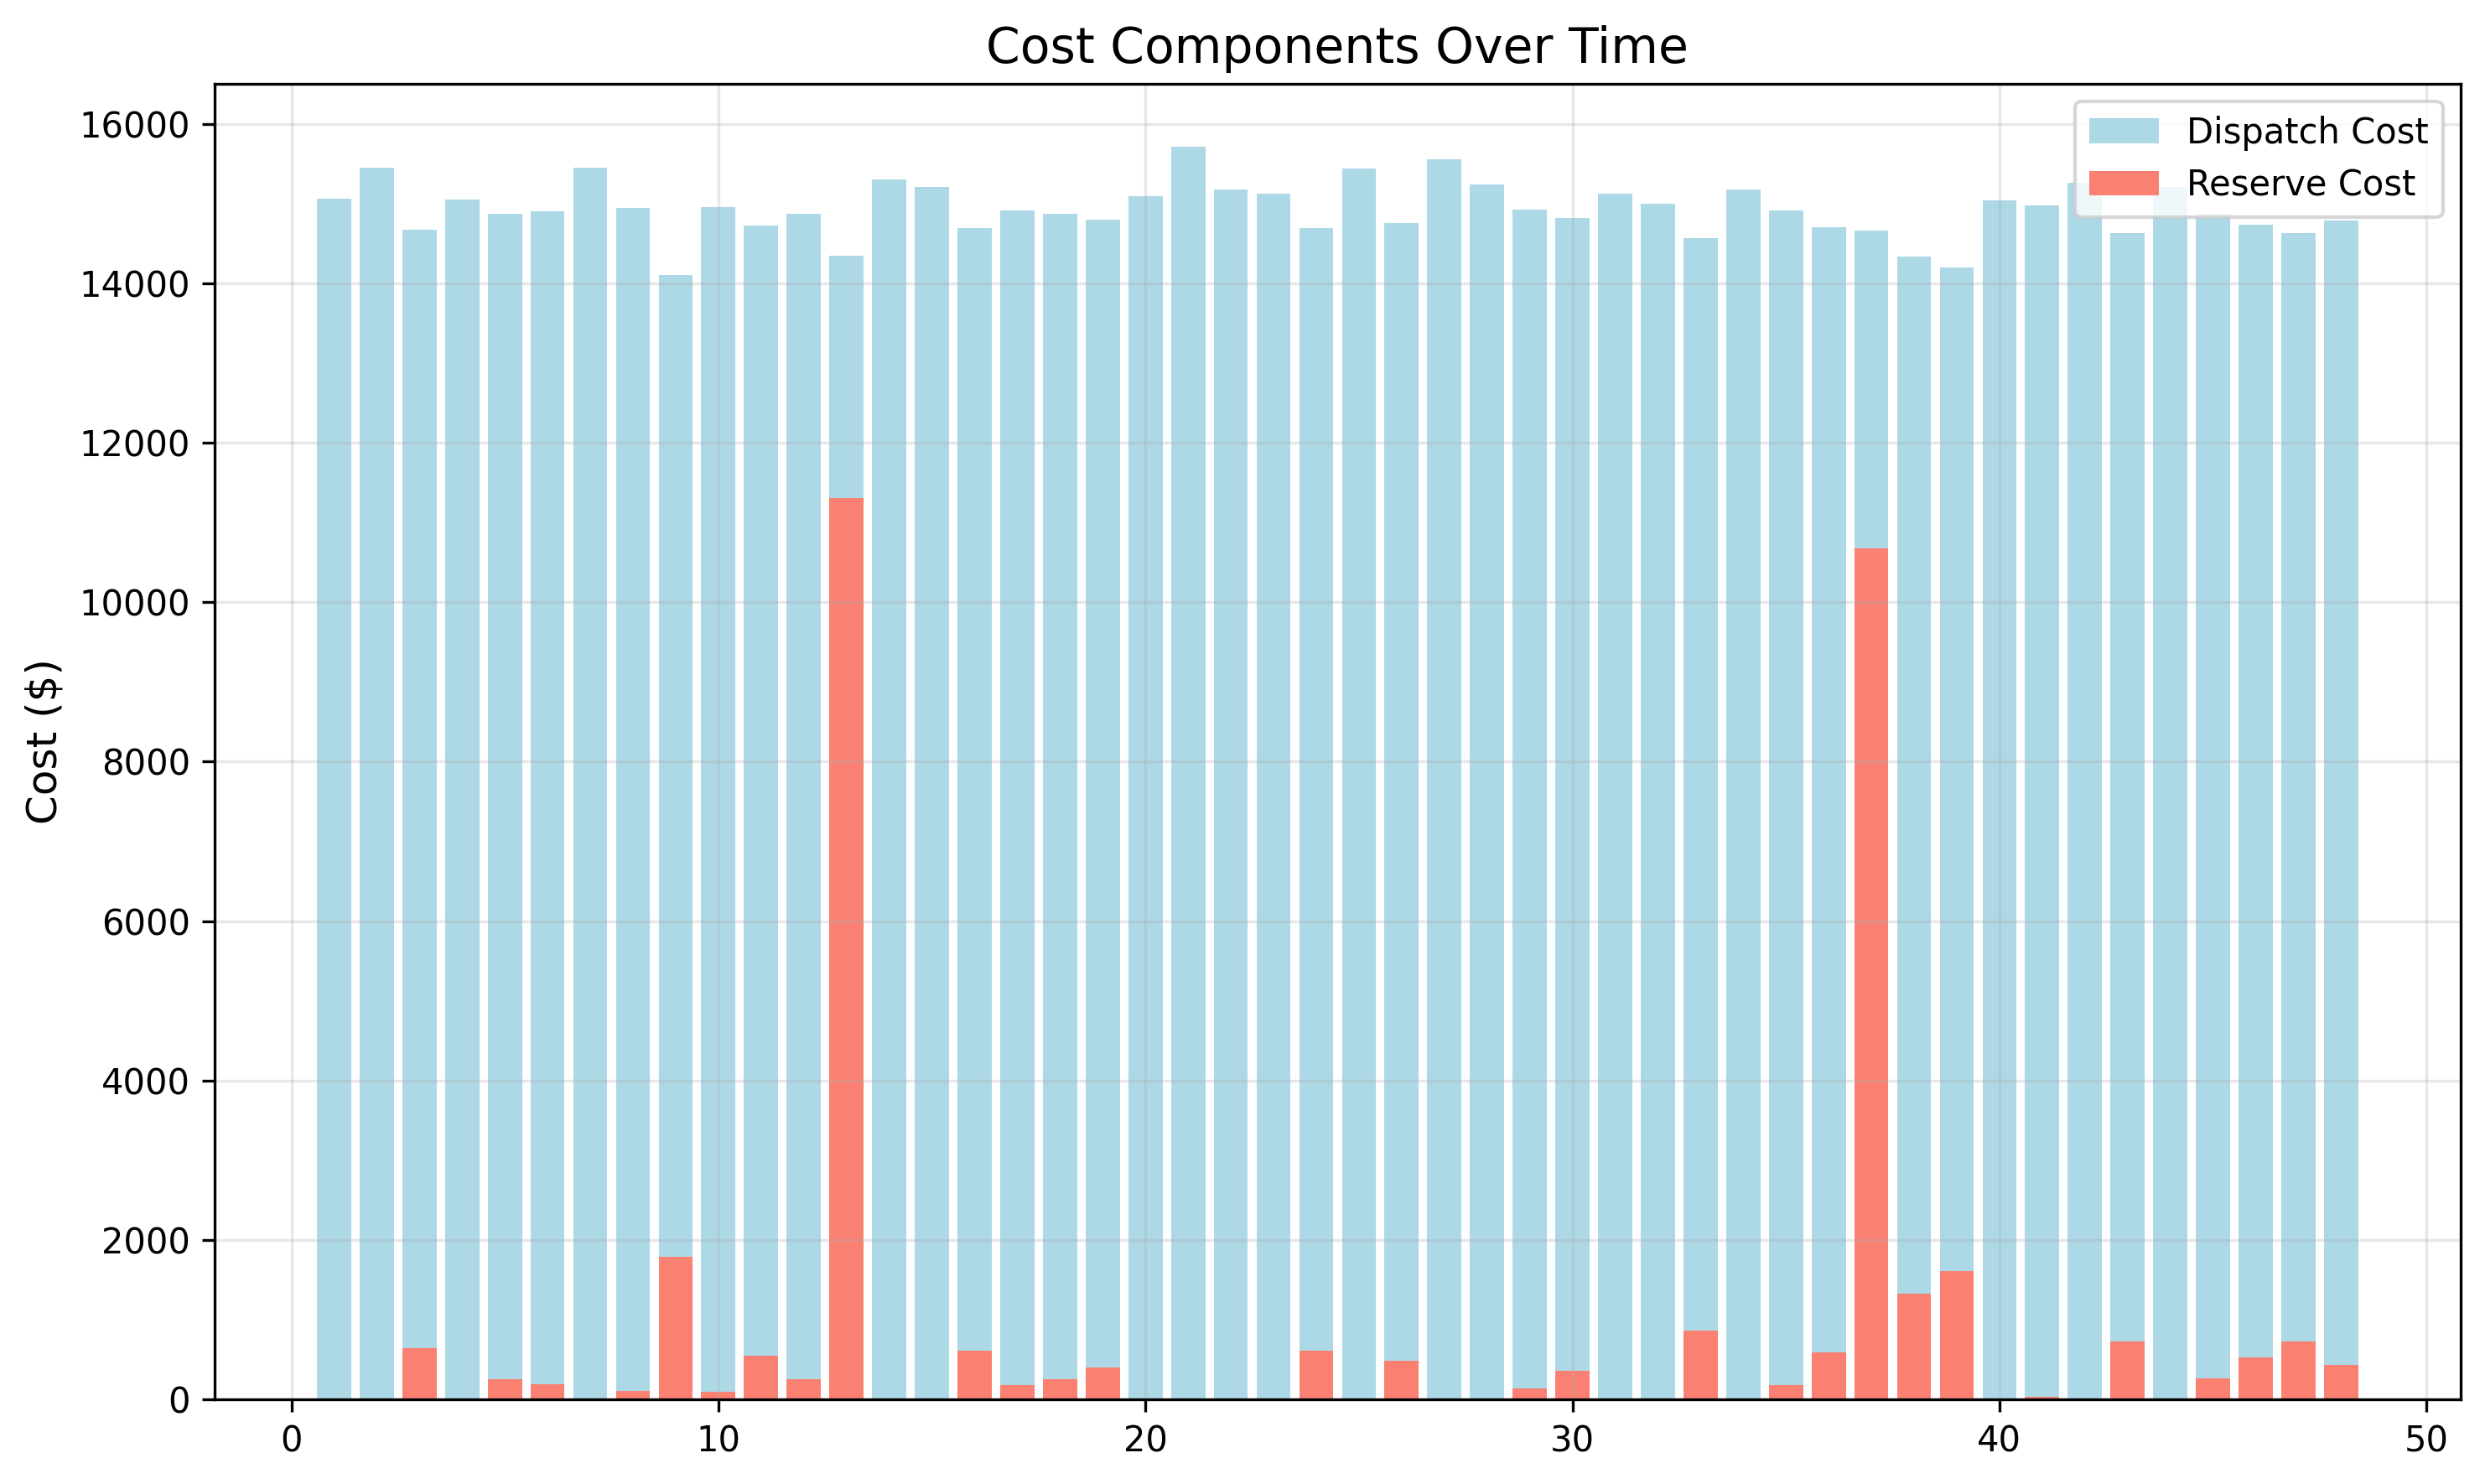 Cost Components Over Time
Dispatch Cost
Reserve Cost
Cost ($)
16000
14000
12000
10000
8000
6000
4000
2000
0
0 10 20 30 40 50